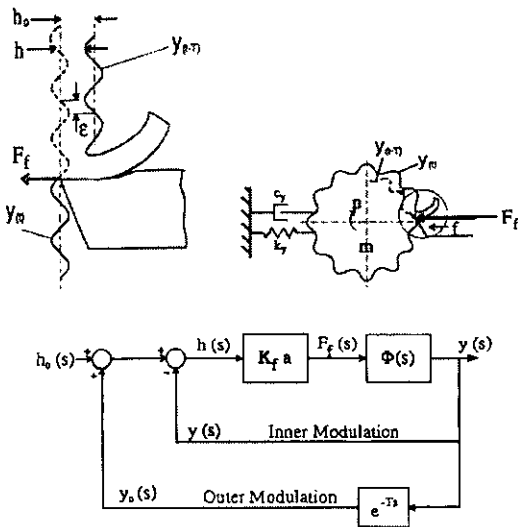 h₀
h
y(t-T)
ε
F_f
y(t)
y(t-T)
y(t)
c_y
k_y
n
m
f
F_f
h₀(s)
+
+
+
-
h (s)
K_f a
F_f (s)
Φ(s)
y (s)
y (s)
Inner Modulation
y₀ (s)
Outer Modulation
e^-Ts